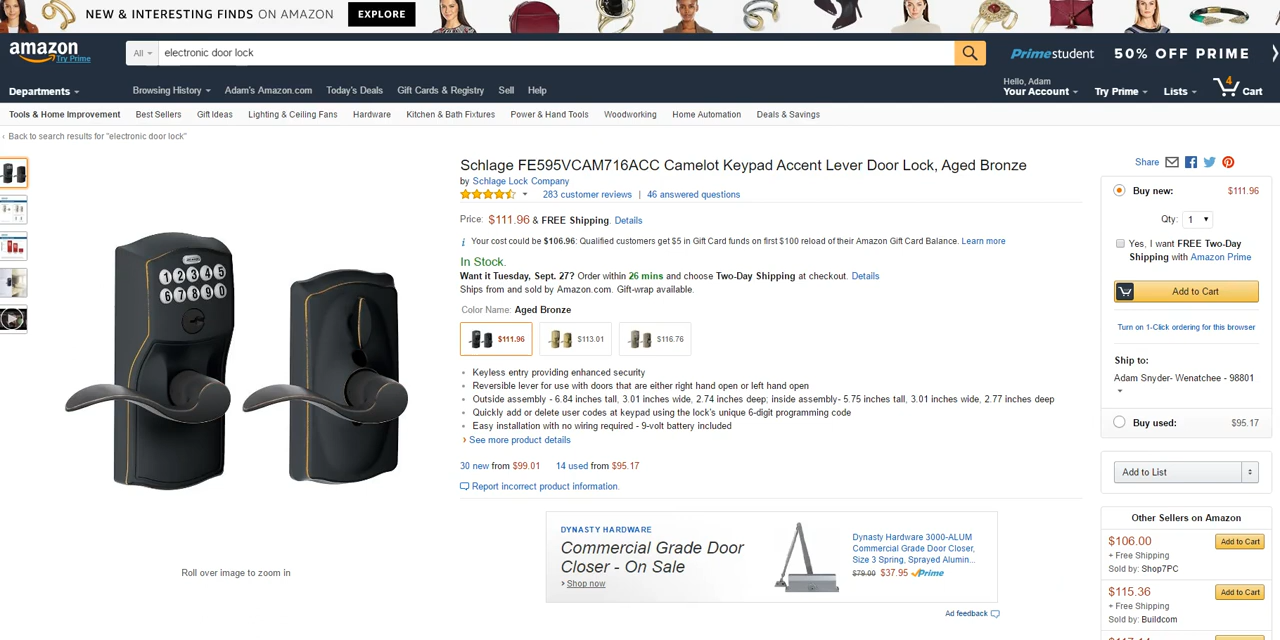 NEW & INTERESTING FINDS ON AMAZON EXPLORE
amazon
Try Prime
All
electronic door lock
Primestudent 50% OFF PRIME
Departments
Browsing History Adam's Amazon.com Today's Deals Gift Cards & Registry Sell Help
Hello, Adam
Your Account Try Prime Lists 4 Cart
Tools & Home Improvement Best Sellers Gift Ideas Lighting & Ceiling Fans Hardware Kitchen & Bath Fixtures Power & Hand Tools Woodworking Home Automation Deals & Savings
‹ Back to search results for "electronic door lock"
1 2 3 4 5
6 7 8 9 0
Roll over image to zoom in
Schlage FE595VCAM716ACC Camelot Keypad Accent Lever Door Lock, Aged Bronze
by Schlage Lock Company
283 customer reviews | 46 answered questions
Price: $111.96 & FREE Shipping. Details
i Your cost could be $106.96: Qualified customers get $5 in Gift Card funds on first $100 reload of their Amazon Gift Card Balance. Learn more
In Stock.
Want it Tuesday, Sept. 27? Order within 26 mins and choose Two-Day Shipping at checkout. Details
Ships from and sold by Amazon.com. Gift-wrap available.
Color Name: Aged Bronze
$111.96 $113.01 $116.76
• Keyless entry providing enhanced security
• Reversible lever for use with doors that are either right hand open or left hand open
• Outside assembly - 6.84 inches tall, 3.01 inches wide, 2.74 inches deep; inside assembly- 5.75 inches tall, 3.01 inches wide, 2.77 inches deep
• Quickly add or delete user codes at keypad using the lock's unique 6-digit programming code
• Easy installation with no wiring required - 9-volt battery included
› See more product details
30 new from $99.01 14 used from $95.17
Report incorrect product information.
DYNASTY HARDWARE
Commercial Grade Door
Closer - On Sale
› Shop now
Dynasty Hardware 3000-ALUM
Commercial Grade Door Closer,
Size 3 Spring, Sprayed Alumin...
$79.00 $37.95 Prime
Ad feedback
Share
Buy new: $111.96
Qty: 1
Yes, I want FREE Two-Day
Shipping with Amazon Prime
Add to Cart
Turn on 1-Click ordering for this browser
Ship to:
Adam Snyder- Wenatchee - 98801
Buy used: $95.17
Add to List
Other Sellers on Amazon
$106.00 Add to Cart
+ Free Shipping
Sold by: Shop7PC
$115.36 Add to Cart
+ Free Shipping
Sold by: Buildcom